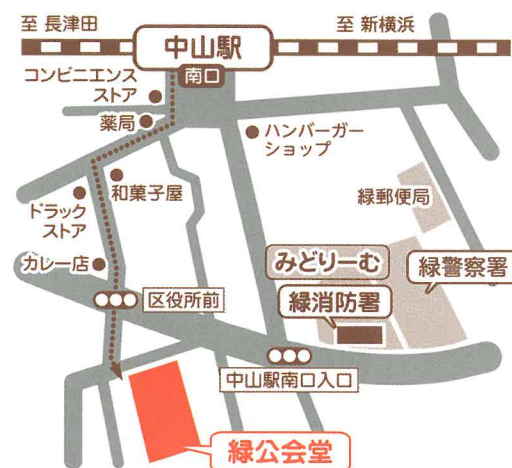 至 長津田
至 新横浜
中山駅
南口
コンビニエンス
ストア
薬局
ハンバーガー
ショップ
和菓子屋
ドラック
ストア
緑郵便局
カレー店
みどりーむ
緑警察署
緑消防署
区役所前
中山駅南口入口
緑公会堂